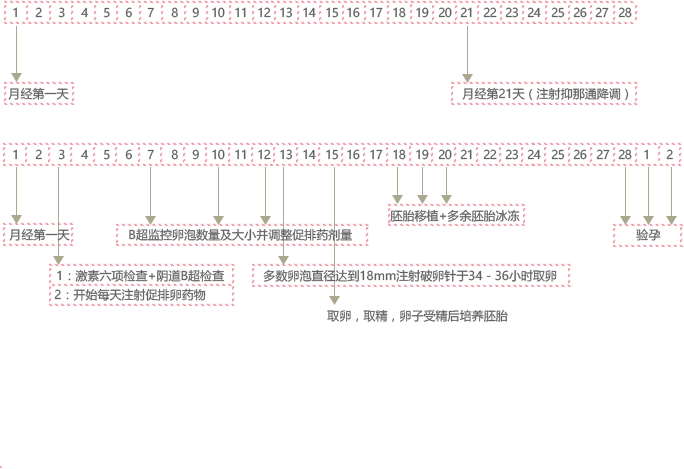 1 2 3 4 5 6 7 8 9 10 11 12 13 14 15 16 17 18 19 20 21 22 23 24 25 26 27 28
月经第一天
月经第21天（注射抑那通降调）
1 2 3 4 5 6 7 8 9 10 11 12 13 14 15 16 17 18 19 20 21 22 23 24 25 26 27 28 1 2
胚胎移植+多余胚胎冰冻
月经第一天
B超监控卵泡数量及大小并调整促排药剂量
验孕
1：激素六项检查+阴道B超检查
多数卵泡直径达到18mm注射破卵针于34－36小时取卵
2：开始每天注射促排卵药物
取卵，取精，卵子受精后培养胚胎